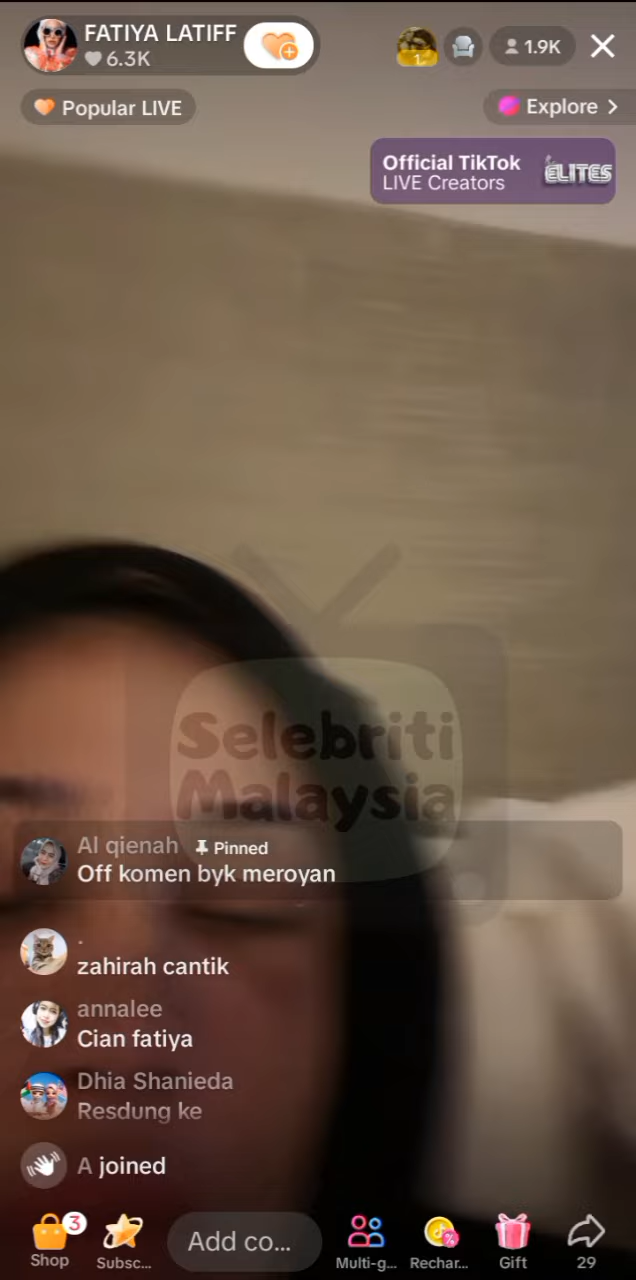 FATIYA LATIFF
6.3K
1
1.9K
Popular LIVE
Explore
Official TikTok
LIVE Creators
ELITES
Selebriti
Malaysia
Al qienah Pinned
Off komen byk meroyan
.
zahirah cantik
annalee
Cian fatiya
Dhia Shanieda
Resdung ke
A joined
3
Shop
Subsc...
Add co...
Multi-g...
Rechar...
Gift
29